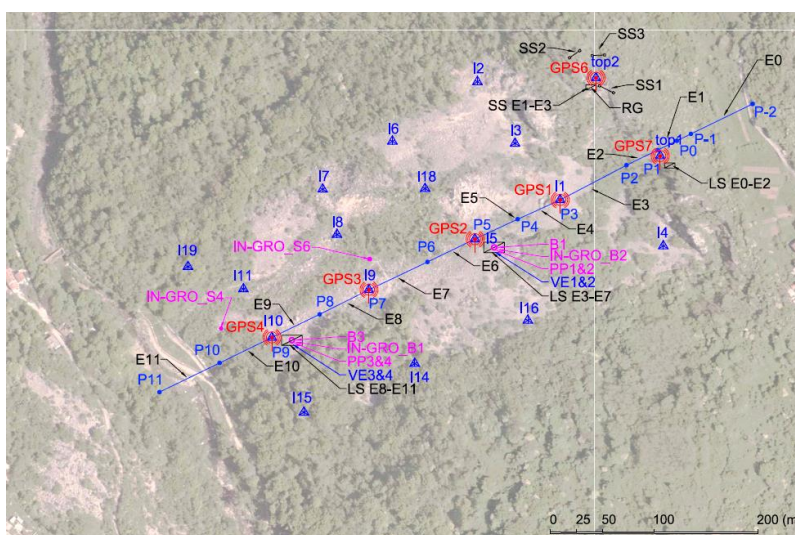 SS2
SS3
E0
GPS6
top2
I2
SS1
SS E1-E3
RG
E1
P-2
I6
I3
top1
P-1
GPS7
P0
E2
P1
P2
LS E0-E2
I7
I18
GPS1
I1
E3
E5
P3
E4
P4
I8
GPS2
P5
I5
I4
IN-GRO_S6
B1
IN-GRO_B2
PP1&2
VE1&2
LS E3-E7
P6
E6
I19
I11
GPS3
I9
E7
P7
IN-GRO_S4
E9
P8
E8
I16
GPS4
I10
B3
IN-GRO_B1
PP3&4
VE3&4
LS E8-E11
P9
E10
P10
E11
P11
I14
I15
0 25 50 100 200 (m